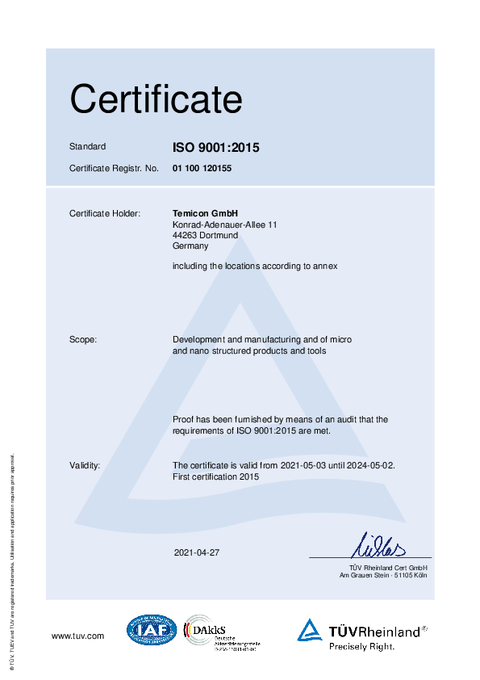 Certificate
Standard ISO 9001:2015
Certificate Registr. No. 01 100 120155
Certificate Holder: Temicon GmbH
Konrad-Adenauer-Allee 11
44263 Dortmund
Germany
including the locations according to annex
Scope: Development and manufacturing and of micro
and nano structured products and tools
Proof has been furnished by means of an audit that the
requirements of ISO 9001:2015 are met.
Validity: The certificate is valid from 2021-05-03 until 2024-05-02.
First certification 2015
2021-04-27
TÜV Rheinland Cert GmbH
Am Grauen Stein · 51105 Köln
® TÜV, TUEV and TUV are registered trademarks. Utilisation and application requires prior approval.
www.tuv.com
IAF
DAkkS
Deutsche
Akkreditierungsstelle
TÜVRheinland®
Precisely Right.